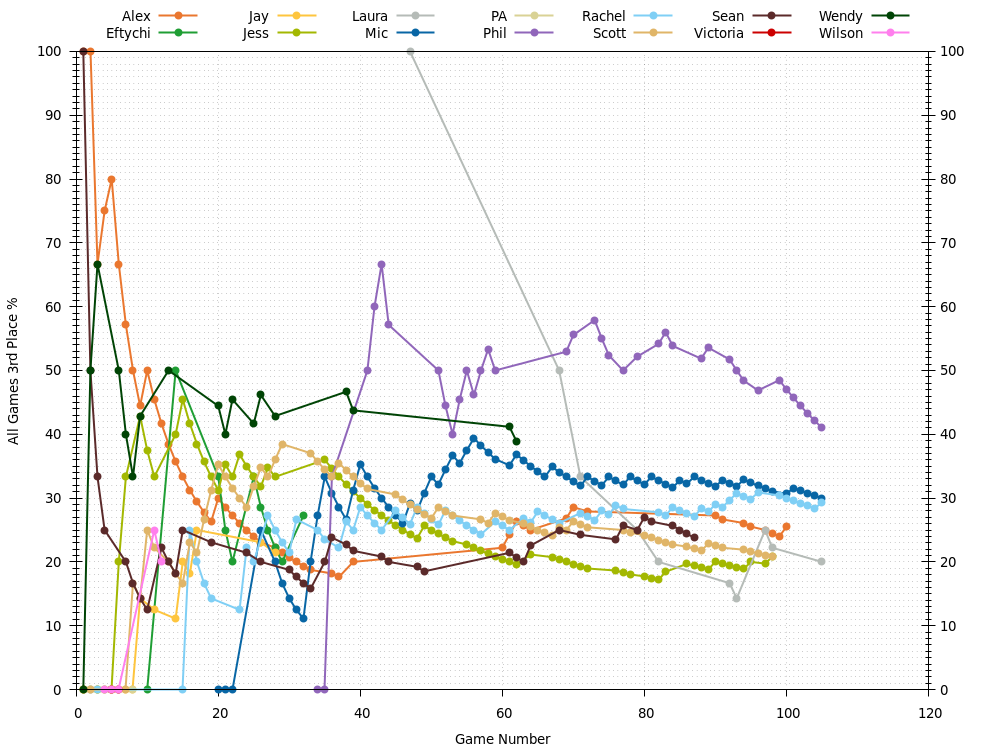 Alex Jay Laura PA Rachel Sean Wendy
Eftychi Jess Mic Phil Scott Victoria Wilson
100 100
90 90
80 80
70 70
60 60
50 50
40 40
30 30
20 20
10 10
0 0
All Games 3rd Place %
0 20 40 60 80 100 120
Game Number